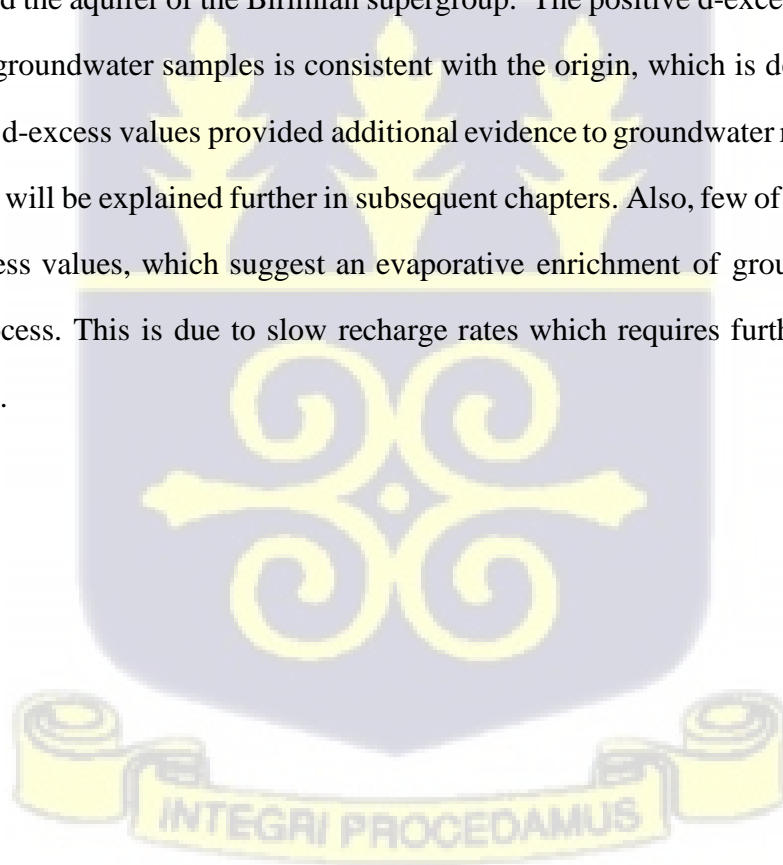 the aquifer of the Birimian supergroup. The positive d-exce
groundwater samples is consistent with the origin, which is d
d-excess values provided additional evidence to groundwater
will be explained further in subsequent chapters. Also, few of
ess values, which suggest an evaporative enrichment of grou
ocess. This is due to slow recharge rates which requires furth
.
INTEGRI PROCEDAMUS